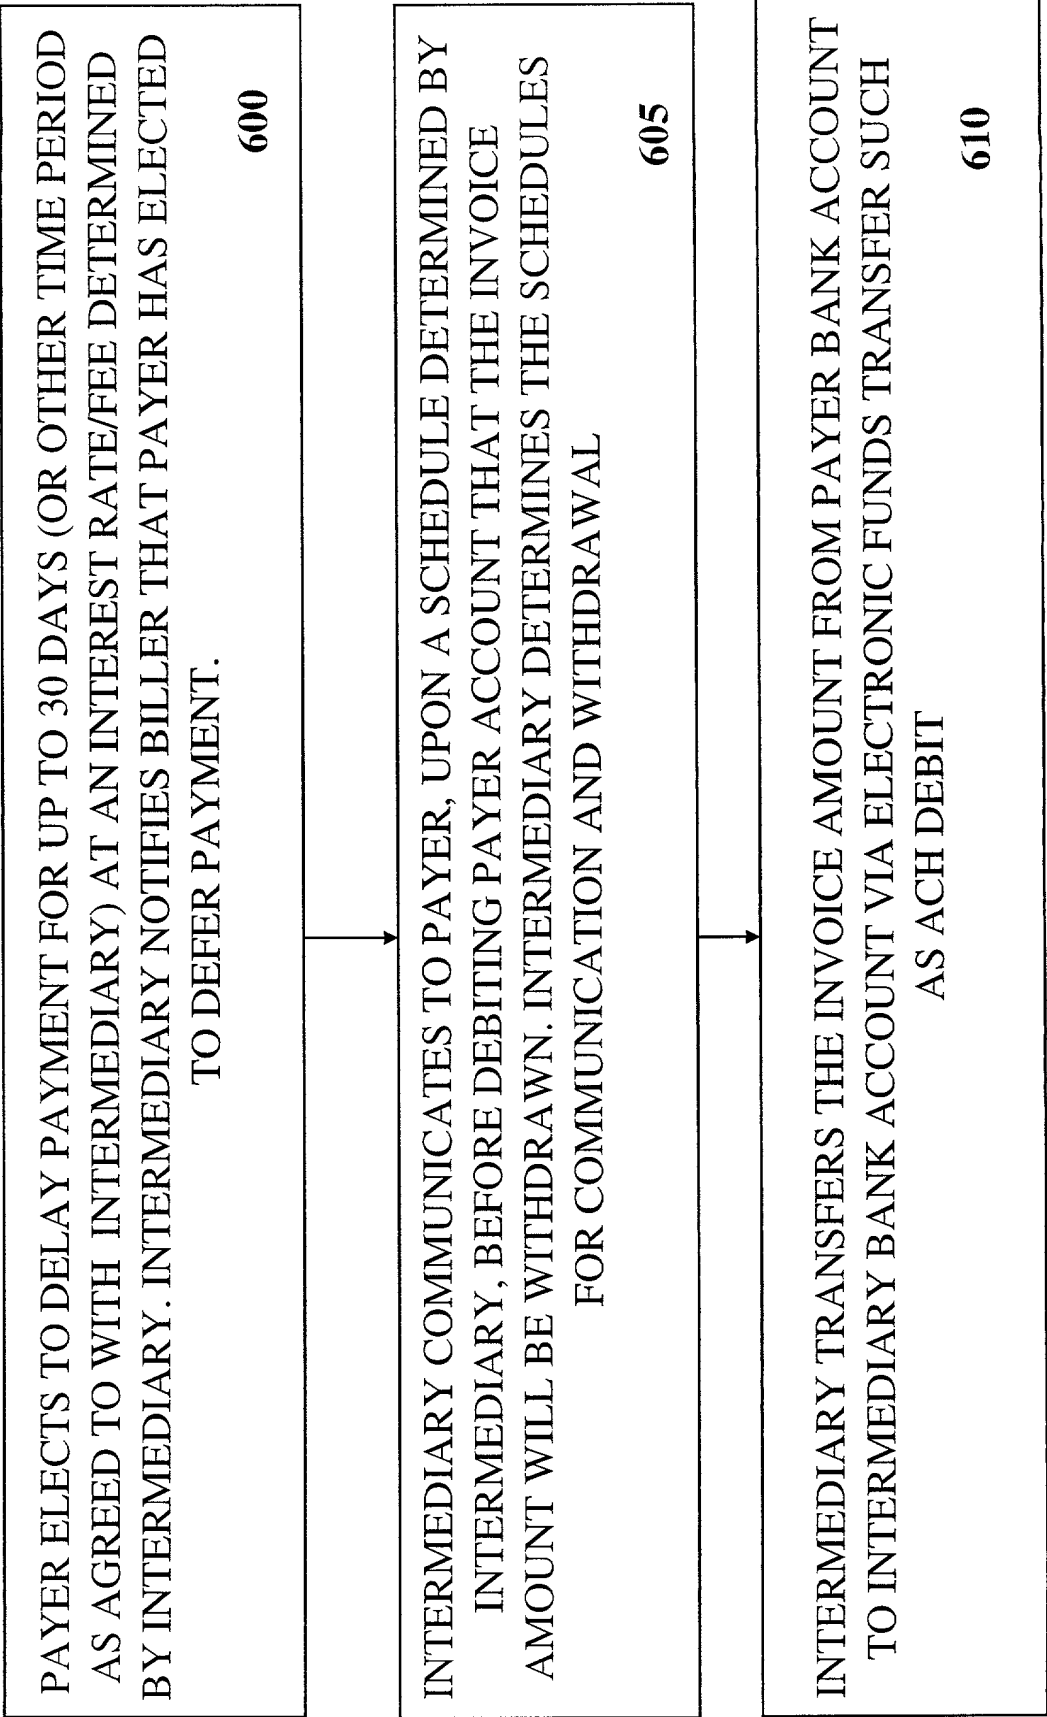 PAYER ELECTS TO DELAY PAYMENT FOR UP TO 30 DAYS (OR OTHER TIME PERIOD
AS AGREED TO WITH INTERMEDIARY) AT AN INTEREST RATE/FEE DETERMINED
BY INTERMEDIARY. INTERMEDIARY NOTIFIES BILLER THAT PAYER HAS ELECTED
TO DEFER PAYMENT.
600
INTERMEDIARY COMMUNICATES TO PAYER, UPON A SCHEDULE DETERMINED BY
INTERMEDIARY, BEFORE DEBITING PAYER ACCOUNT THAT THE INVOICE
AMOUNT WILL BE WITHDRAWN. INTERMEDIARY DETERMINES THE SCHEDULES
FOR COMMUNICATION AND WITHDRAWAL
605
INTERMEDIARY TRANSFERS THE INVOICE AMOUNT FROM PAYER BANK ACCOUNT
TO INTERMEDIARY BANK ACCOUNT VIA ELECTRONIC FUNDS TRANSFER SUCH
AS ACH DEBIT
610